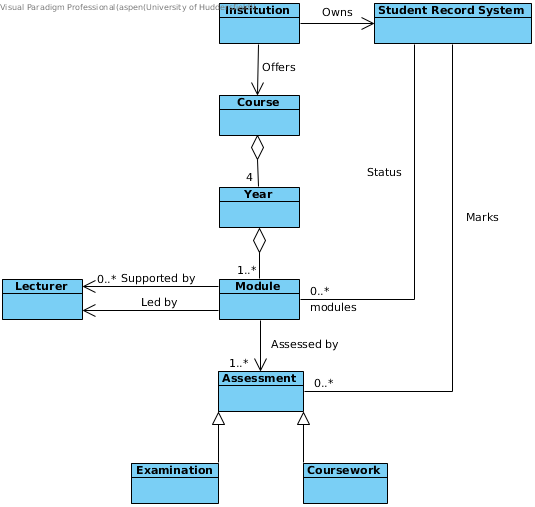 Visual Paradigm Professional(aspen(University of Hudd
Institution
Owns
Student Record System
Offers
Course
Status
4
Year
Marks
1..*
0..* Supported by
Lecturer
Module
0..*
Led by
modules
Assessed by
1..*
Assessment
0..*
Examination
Coursework